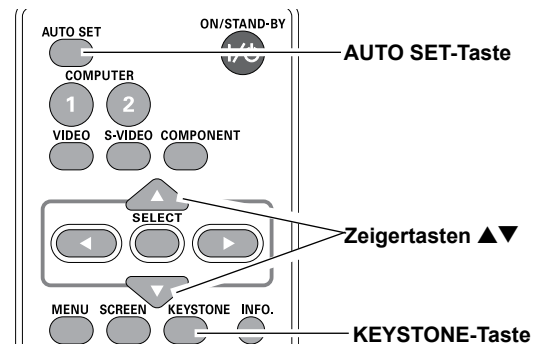 AUTO SET
ON/STAND-BY
I/⏻
AUTO SET-Taste
COMPUTER
1 2
VIDEO S-VIDEO COMPONENT
▲
SELECT
◀ ▶
Zeigertasten ▲▼
▼
MENU SCREEN KEYSTONE INFO.
KEYSTONE-Taste